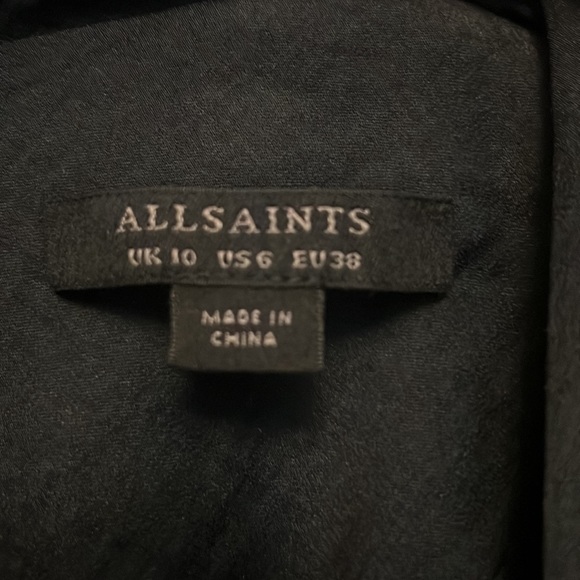 ALLSAINTS
UK 10 US 6 EU 38
MADE IN
CHINA